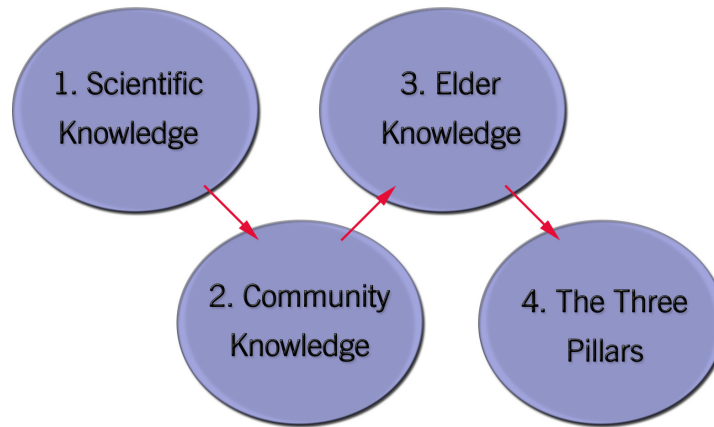 1. Scientific
Knowledge
2. Community
Knowledge
3. Elder
Knowledge
4. The Three
Pillars